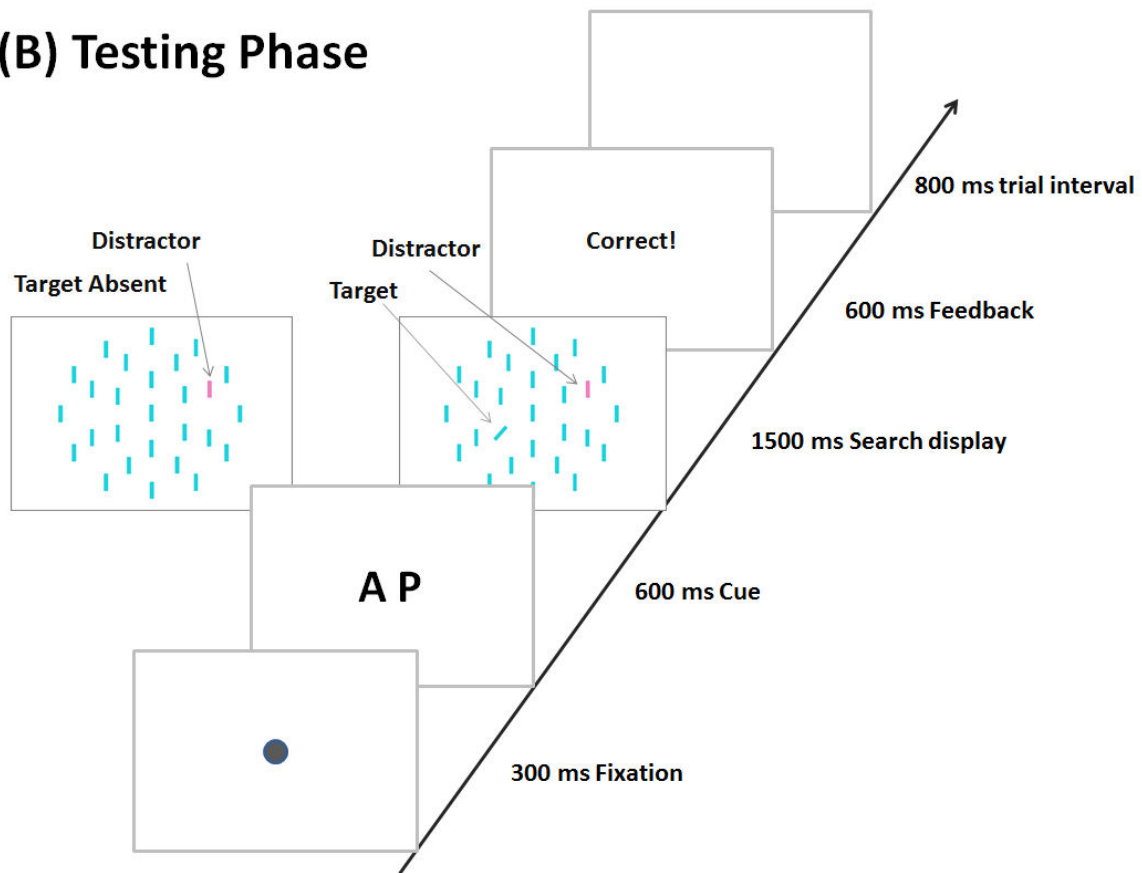 (B) Testing Phase
800 ms trial interval
Distractor
Target Absent
Distractor
Target
Correct!
600 ms Feedback
1500 ms Search display
A P
600 ms Cue
300 ms Fixation